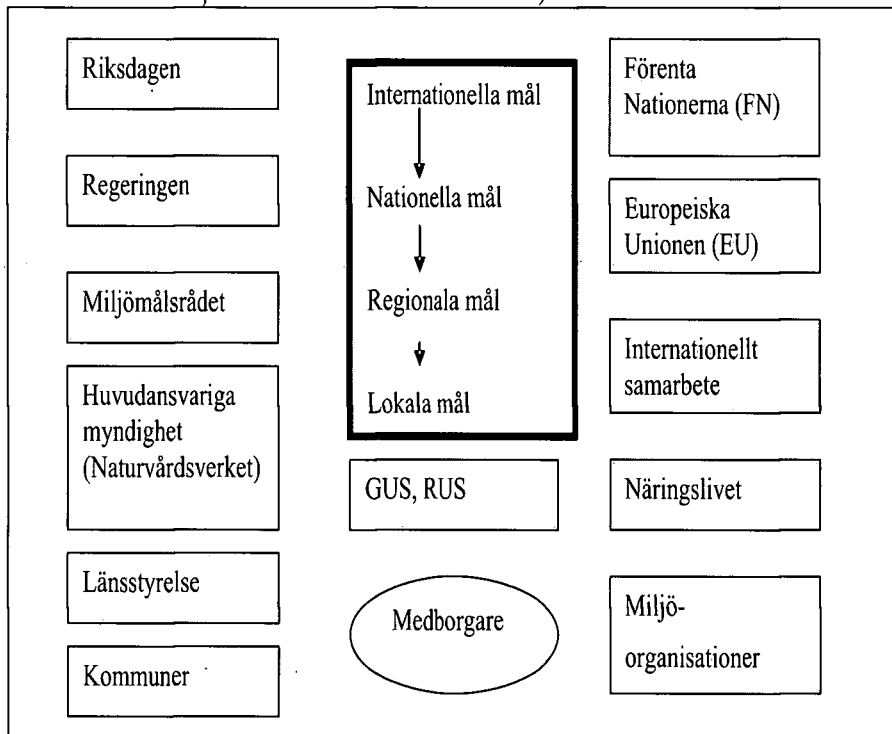 Riksdagen
Regeringen
Miljömålsrådet
Huvudansvariga
myndighet
(Naturvårdsverket)
Länsstyrelse
Kommuner
Internationella mål
Nationella mål
Regionala mål
Lokala mål
GUS, RUS
Medborgare
Förenta
Nationerna (FN)
Europeiska
Unionen (EU)
Internationellt
samarbete
Näringslivet
Miljö-
organisationer